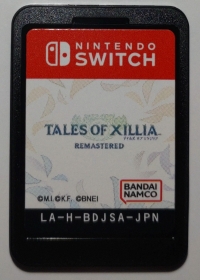 NINTENDO
SWITCH
TALES OF XILLIA
REMASTERED
©M.I.©K.F. ©BNEI
BANDAI
NAMCO
LA-H-BDJSA-JPN